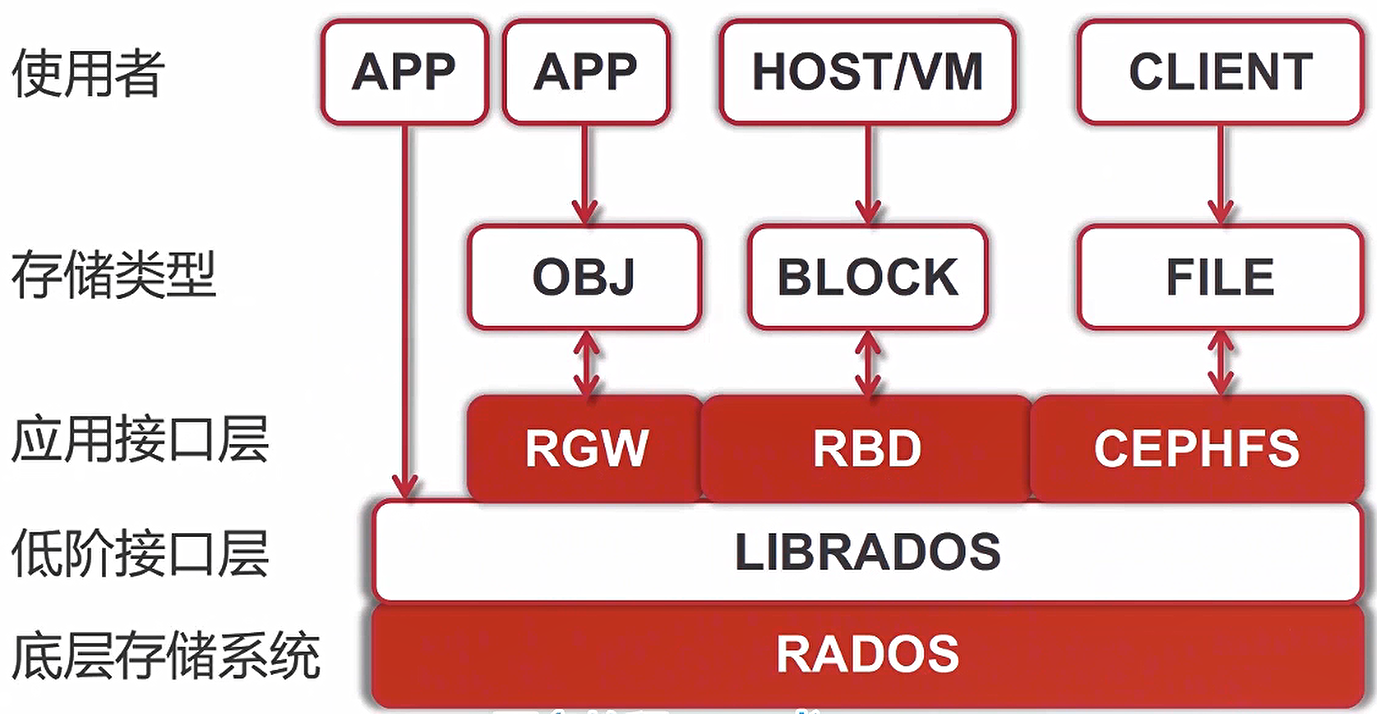 使用者 APP APP HOST/VM CLIENT
存储类型 OBJ BLOCK FILE
应用接口层 RGW RBD CEPHFS
低阶接口层 LIBRADOS
底层存储系统 RADOS